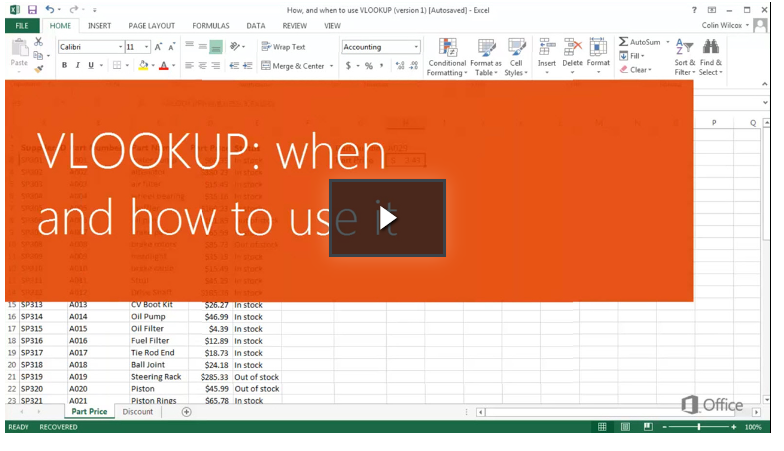 How, and when to use VLOOKUP (version 1) [Autosaved] - Excel
FILE HOME INSERT PAGE LAYOUT FORMULAS DATA REVIEW VIEW Colin Wilcox
Calibri 11 A A Wrap Text Accounting AutoSum
Paste B I U Merge & Center $ % , Conditional Formatting Format as Table Cell Styles Insert Delete Format Fill Clear Sort & Filter Find & Select
P Q
VLOOKUP: when
and how to use it
15 SP313 A013 CV Boot Kit $26.27 In stock
16 SP314 A014 Oil Pump $46.99 In stock
17 SP315 A015 Oil Filter $4.39 In stock
18 SP316 A016 Fuel Filter $12.89 In stock
19 SP317 A017 Tie Rod End $18.73 In stock
20 SP318 A018 Ball Joint $24.18 In stock
21 SP319 A019 Steering Rack $285.33 Out of stock
22 SP320 A020 Piston $45.99 Out of stock
23 SP321 A021 Piston Rings $65.78 In stock
Office
Part Price Discount
READY RECOVERED 100%